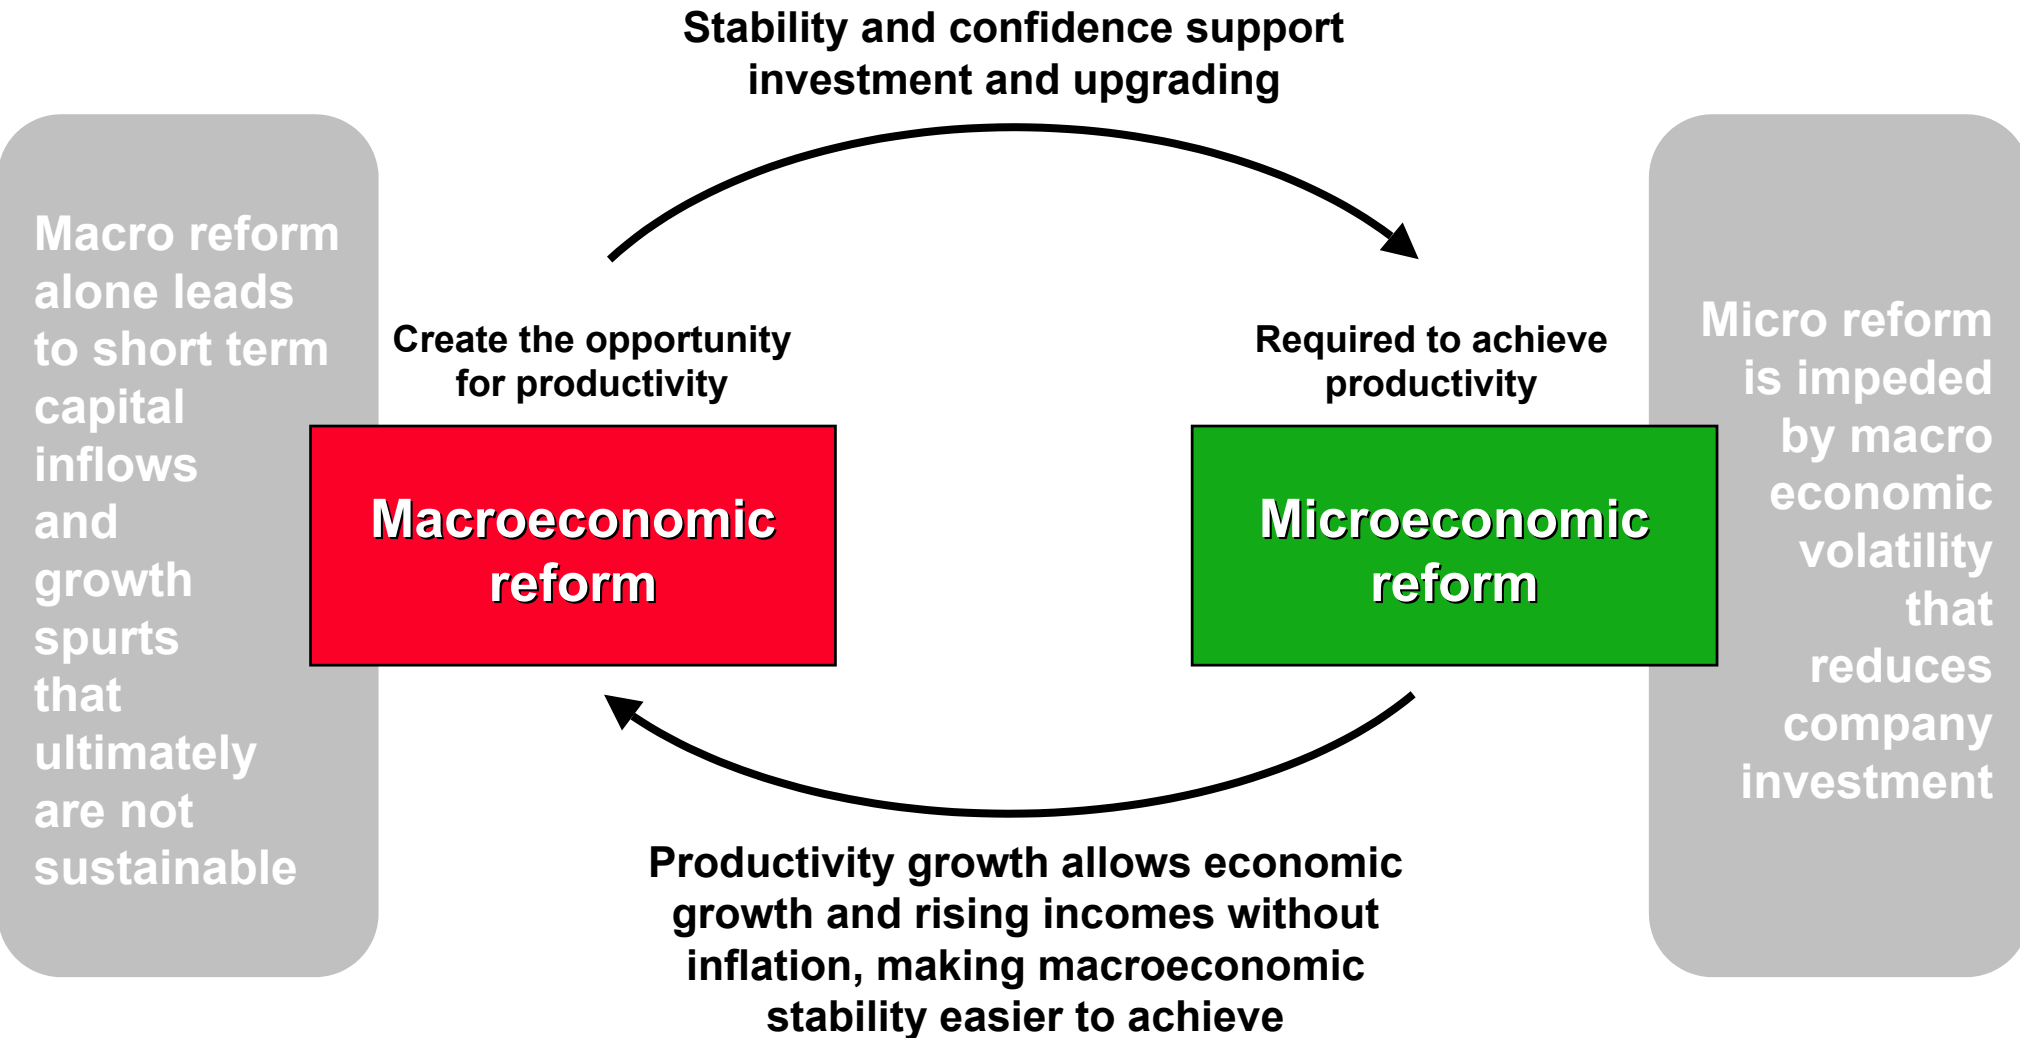 Stability and confidence support
investment and upgrading
Macro reform
alone leads
to short term
capital
inflows
and
growth
spurts
that
ultimately
are not
sustainable
Create the opportunity
for productivity
Macroeconomic
reform
Required to achieve
productivity
Microeconomic
reform
Micro reform
is impeded
by macro
economic
volatility
that
reduces
company
investment
Productivity growth allows economic
growth and rising incomes without
inflation, making macroeconomic
stability easier to achieve